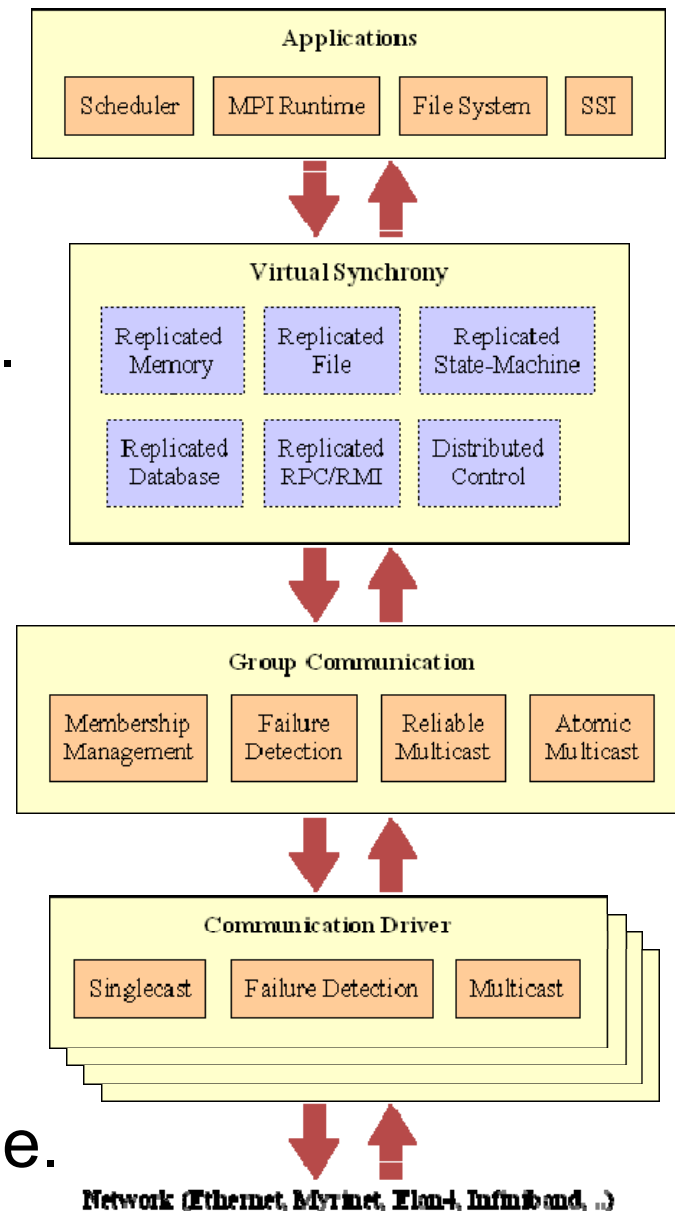 Applications
Scheduler MPI Runtime File System SSI
Virtual Synchrony
.
Replicated Memory
Replicated File
Replicated State-Machine
Replicated Database
Replicated RPC/RMI
Distributed Control
Group Communication
Membership Management
Failure Detection
Reliable Multicast
Atomic Multicast
Communication Driver
Singlecast Failure Detection Multicast
e.
Network (Ethernet, Myrinet, Elan4, Infiniband, ..)